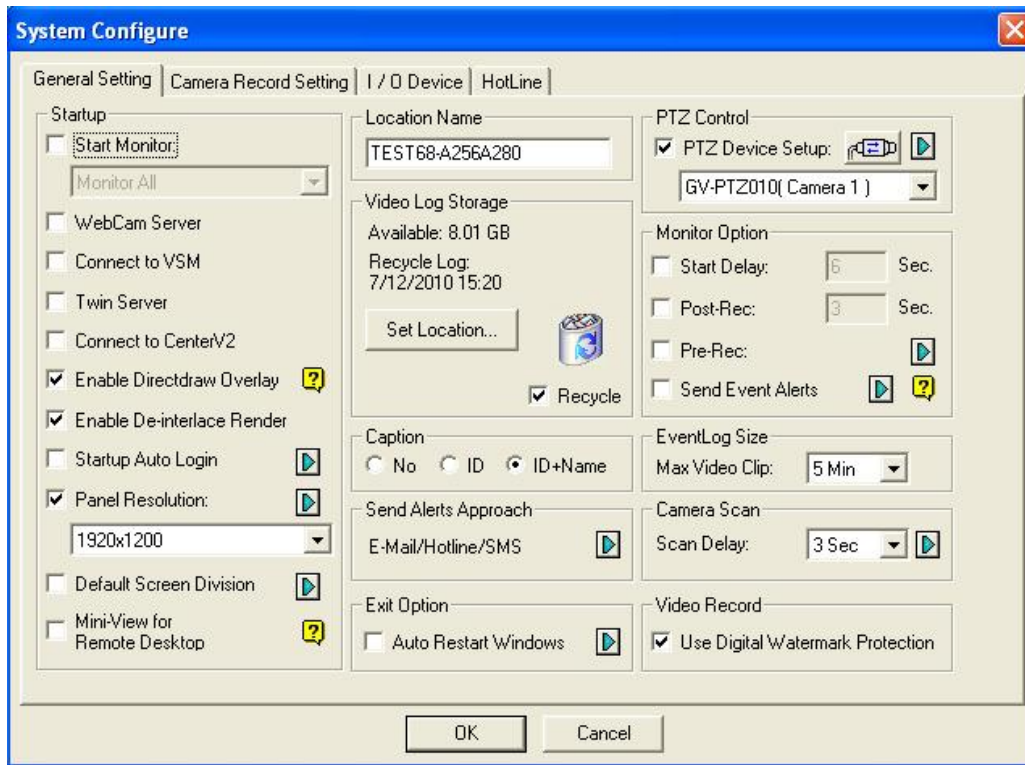 System Configure
General Setting
Camera Record Setting
I / O Device
HotLine
Startup
Start Monitor:
Monitor All
WebCam Server
Connect to VSM
Twin Server
Connect to CenterV2
Enable Directdraw Overlay
?
Enable De-interlace Render
Startup Auto Login
Panel Resolution:
1920x1200
Default Screen Division
Mini-View for
Remote Desktop
?
Location Name
TEST68-A256A280
Video Log Storage
Available: 8.01 GB
Recycle Log:
7/12/2010 15:20
Set Location...
Recycle
Caption
No ID ID+Name
Send Alerts Approach
E-Mail/Hotline/SMS
Exit Option
Auto Restart Windows
PTZ Control
PTZ Device Setup:
GV-PTZ010( Camera 1 )
Monitor Option
Start Delay: 6 Sec.
Post-Rec: 3 Sec.
Pre-Rec:
Send Event Alerts
?
EventLog Size
Max Video Clip: 5 Min
Camera Scan
Scan Delay: 3 Sec
Video Record
Use Digital Watermark Protection
OK
Cancel